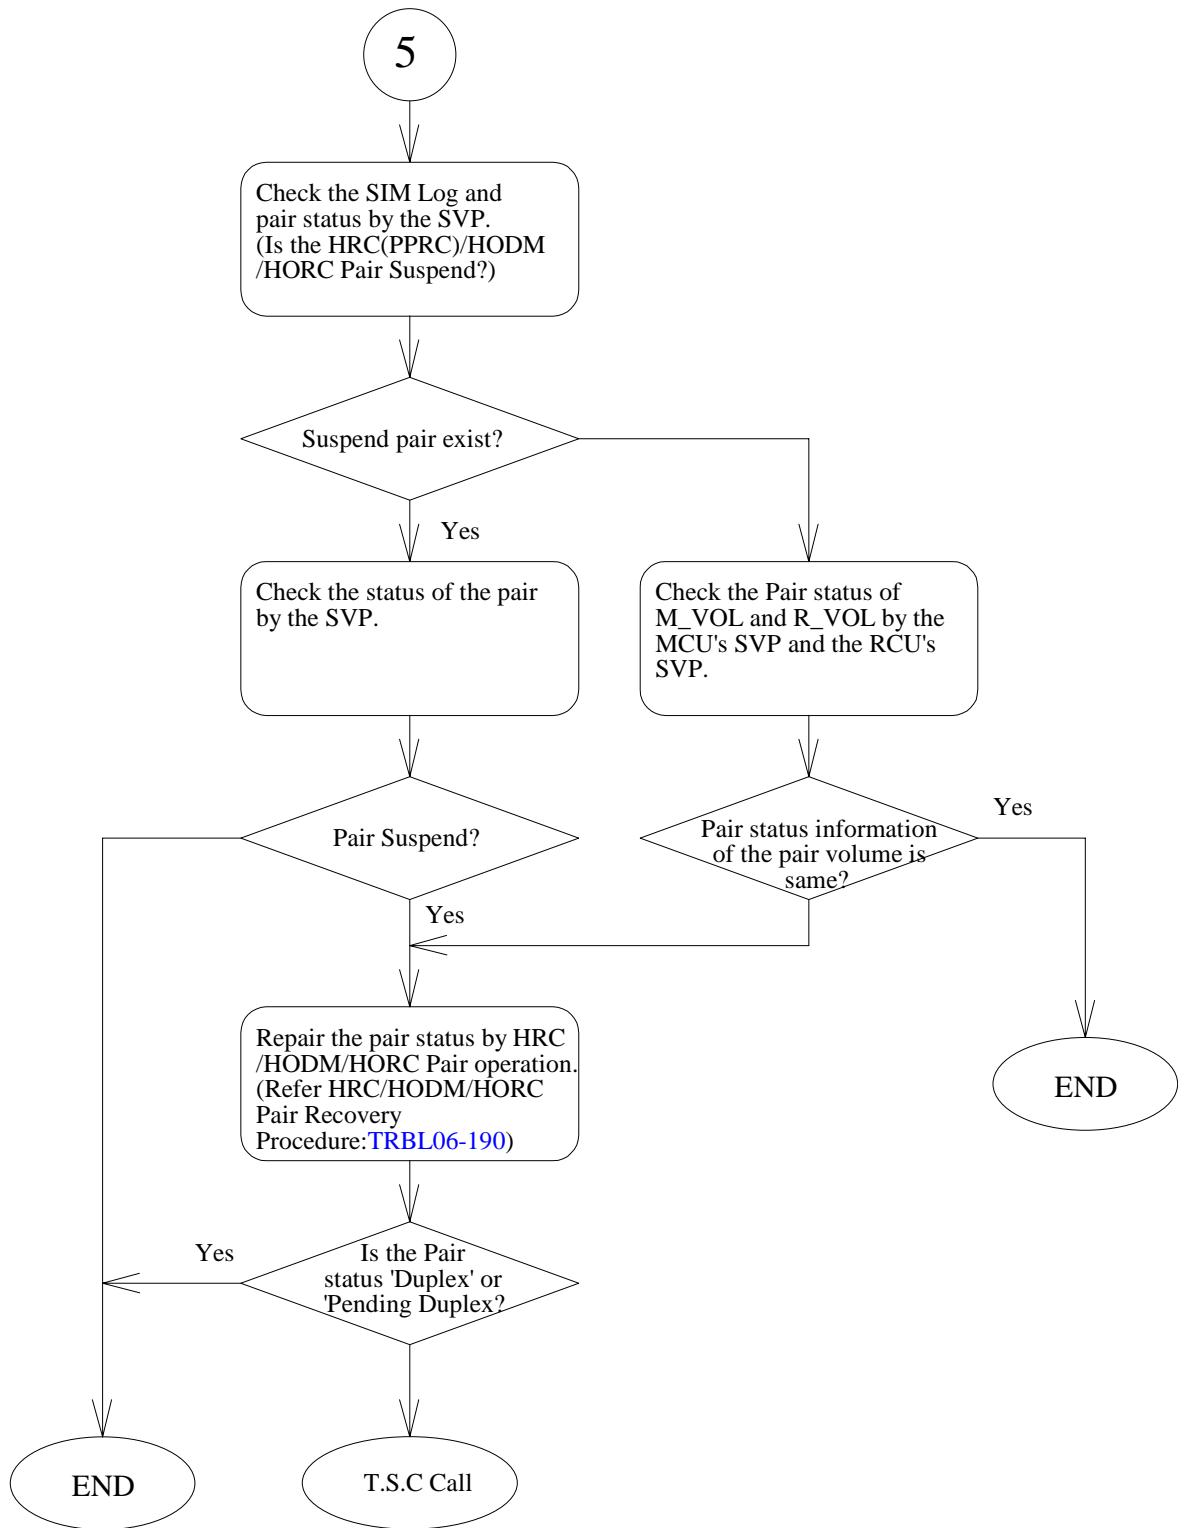 5
Check the SIM Log and
pair status by the SVP.
(Is the HRC(PPRC)/HODM
/HORC Pair Suspend?)
Suspend pair exist?
Yes
Check the status of the pair
by the SVP.
Check the Pair status of
M_VOL and R_VOL by the
MCU's SVP and the RCU's
SVP.
Pair Suspend?
Yes
Pair status information
of the pair volume is
same?
Yes
Repair the pair status by HRC
/HODM/HORC Pair operation.
(Refer HRC/HODM/HORC
Pair Recovery
Procedure:TRBL06-190)
END
Yes
Is the Pair
status 'Duplex' or
'Pending Duplex?
END
T.S.C Call